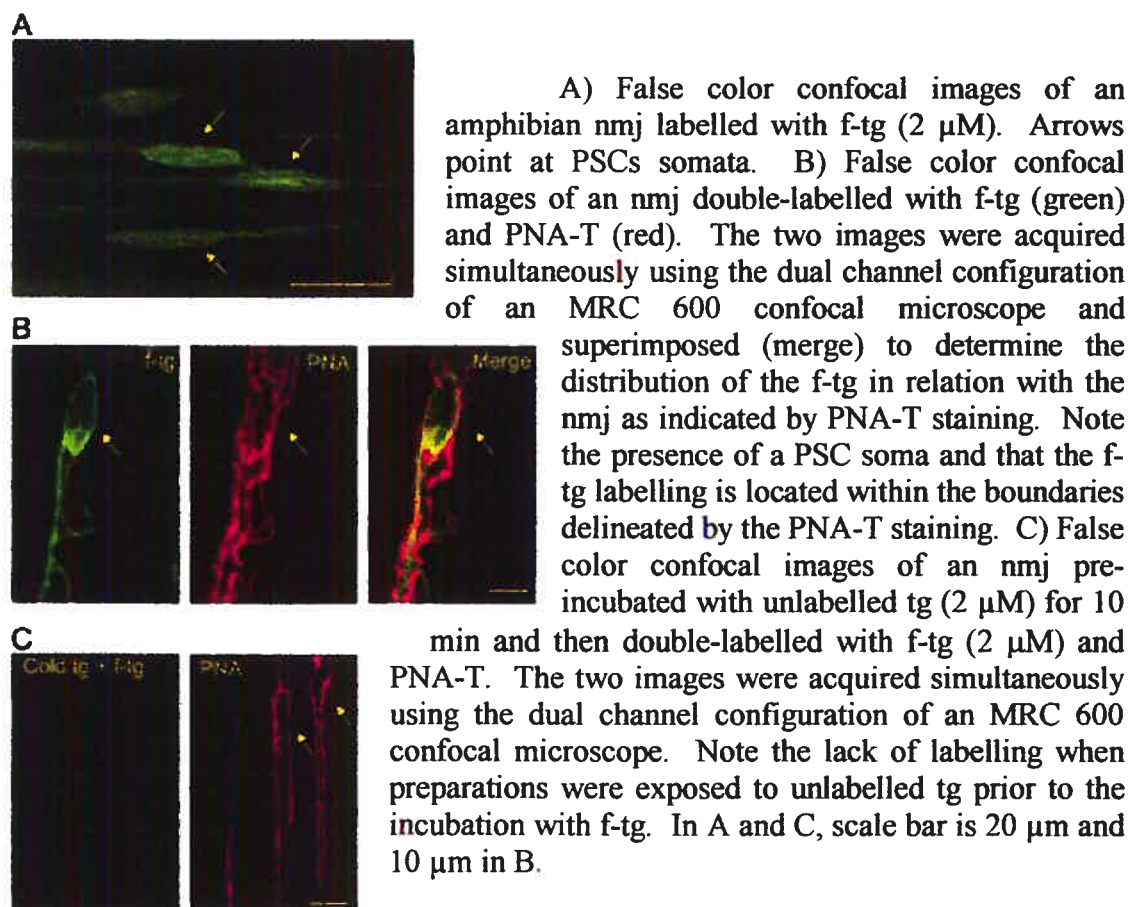 A
A) False color confocal images of an
amphibian nmj labelled with f-tg (2 µM). Arrows
point at PSCs somata. B) False color confocal
images of an nmj double-labelled with f-tg (green)
and PNA-T (red). The two images were acquired
simultaneously using the dual channel configuration
of an MRC 600 confocal microscope and
superimposed (merge) to determine the
distribution of the f-tg in relation with the
nmj as indicated by PNA-T staining. Note
the presence of a PSC soma and that the f-
tg labelling is located within the boundaries
delineated by the PNA-T staining. C) False
color confocal images of an nmj pre-
incubated with unlabelled tg (2 µM) for 10
min and then double-labelled with f-tg (2 µM) and
PNA-T. The two images were acquired simultaneously
using the dual channel configuration of an MRC 600
confocal microscope. Note the lack of labelling when
preparations were exposed to unlabelled tg prior to the
incubation with f-tg. In A and C, scale bar is 20 µm and
10 µm in B.
B
f-tg PNA Merge
C
Cold tg + f-tg PNA